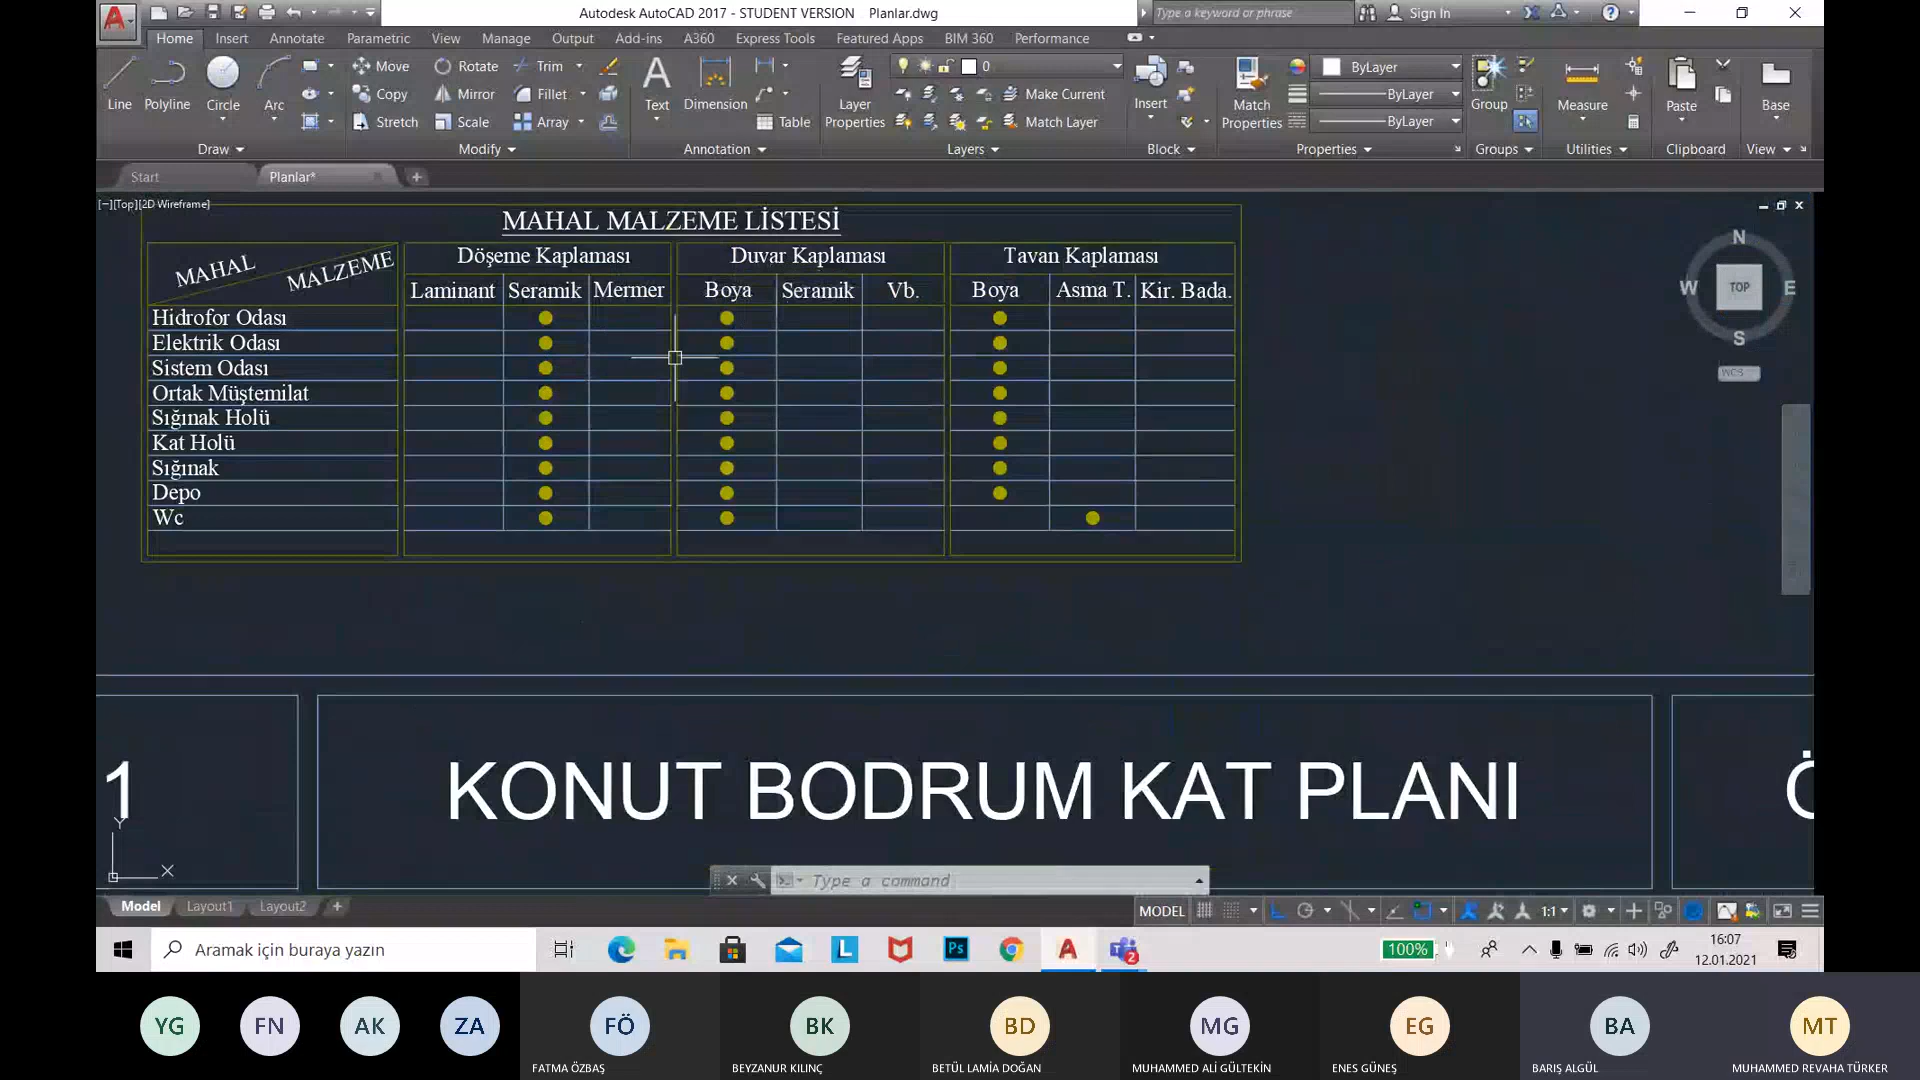 Autodesk AutoCAD 2017 - STUDENT VERSION Planlar.dwg
Type a keyword or phrase
Sign In
Home Insert Annotate Parametric View Manage Output Add-ins A360 Express Tools Featured Apps BIM 360 Performance
Line Polyline Circle Arc
Move Rotate Trim
Copy Mirror Fillet
Stretch Scale Array
Text Dimension Table
Layer Properties
0
Make Current
Match Layer
Insert
Match Properties
ByLayer
ByLayer
ByLayer
Group
Measure
Paste
Base
Draw Modify Annotation Layers Block Properties Groups Utilities Clipboard View
Start Planlar*
[−][Top][2D Wireframe]
N
W TOP E
S
WCS
MAHAL MALZEME LİSTESİ
MAHAL MALZEME
Döşeme Kaplaması Duvar Kaplaması Tavan Kaplaması
Laminant Seramik Mermer Boya Seramik Vb. Boya Asma T. Kir. Bada.
Hidrofor Odası
Elektrik Odası
Sistem Odası
Ortak Müştemilat
Sığınak Holü
Kat Holü
Sığınak
Depo
Wc
1 KONUT BODRUM KAT PLANI
Y
X
Type a command
Model Layout1 Layout2
MODEL 1:1
Aramak için buraya yazın
L
Ps
A
2
100%
16:07
12.01.2021
YG FN AK ZA FÖ BK BD MG EG BA MT
FATMA ÖZBAŞ BEYZANUR KILINÇ BETÜL LAMİA DOĞAN MUHAMMED ALİ GÜLTEKİN ENES GÜNEŞ BARIŞ ALGÜL MUHAMMED REVAHA TÜRKER